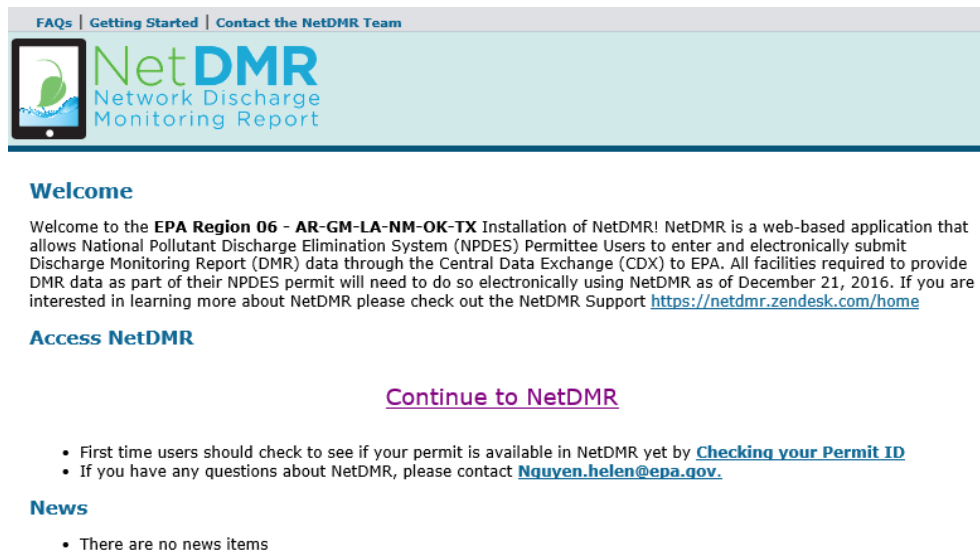 FAQs | Getting Started | Contact the NetDMR Team
NetDMR
Network Discharge
Monitoring Report
Welcome
Welcome to the EPA Region 06 - AR-GM-LA-NM-OK-TX Installation of NetDMR! NetDMR is a web-based application that
allows National Pollutant Discharge Elimination System (NPDES) Permittee Users to enter and electronically submit
Discharge Monitoring Report (DMR) data through the Central Data Exchange (CDX) to EPA. All facilities required to provide
DMR data as part of their NPDES permit will need to do so electronically using NetDMR as of December 21, 2016. If you are
interested in learning more about NetDMR please check out the NetDMR Support https://netdmr.zendesk.com/home
Access NetDMR
Continue to NetDMR
• First time users should check to see if your permit is available in NetDMR yet by Checking your Permit ID
• If you have any questions about NetDMR, please contact Nguyen.helen@epa.gov.
News
• There are no news items